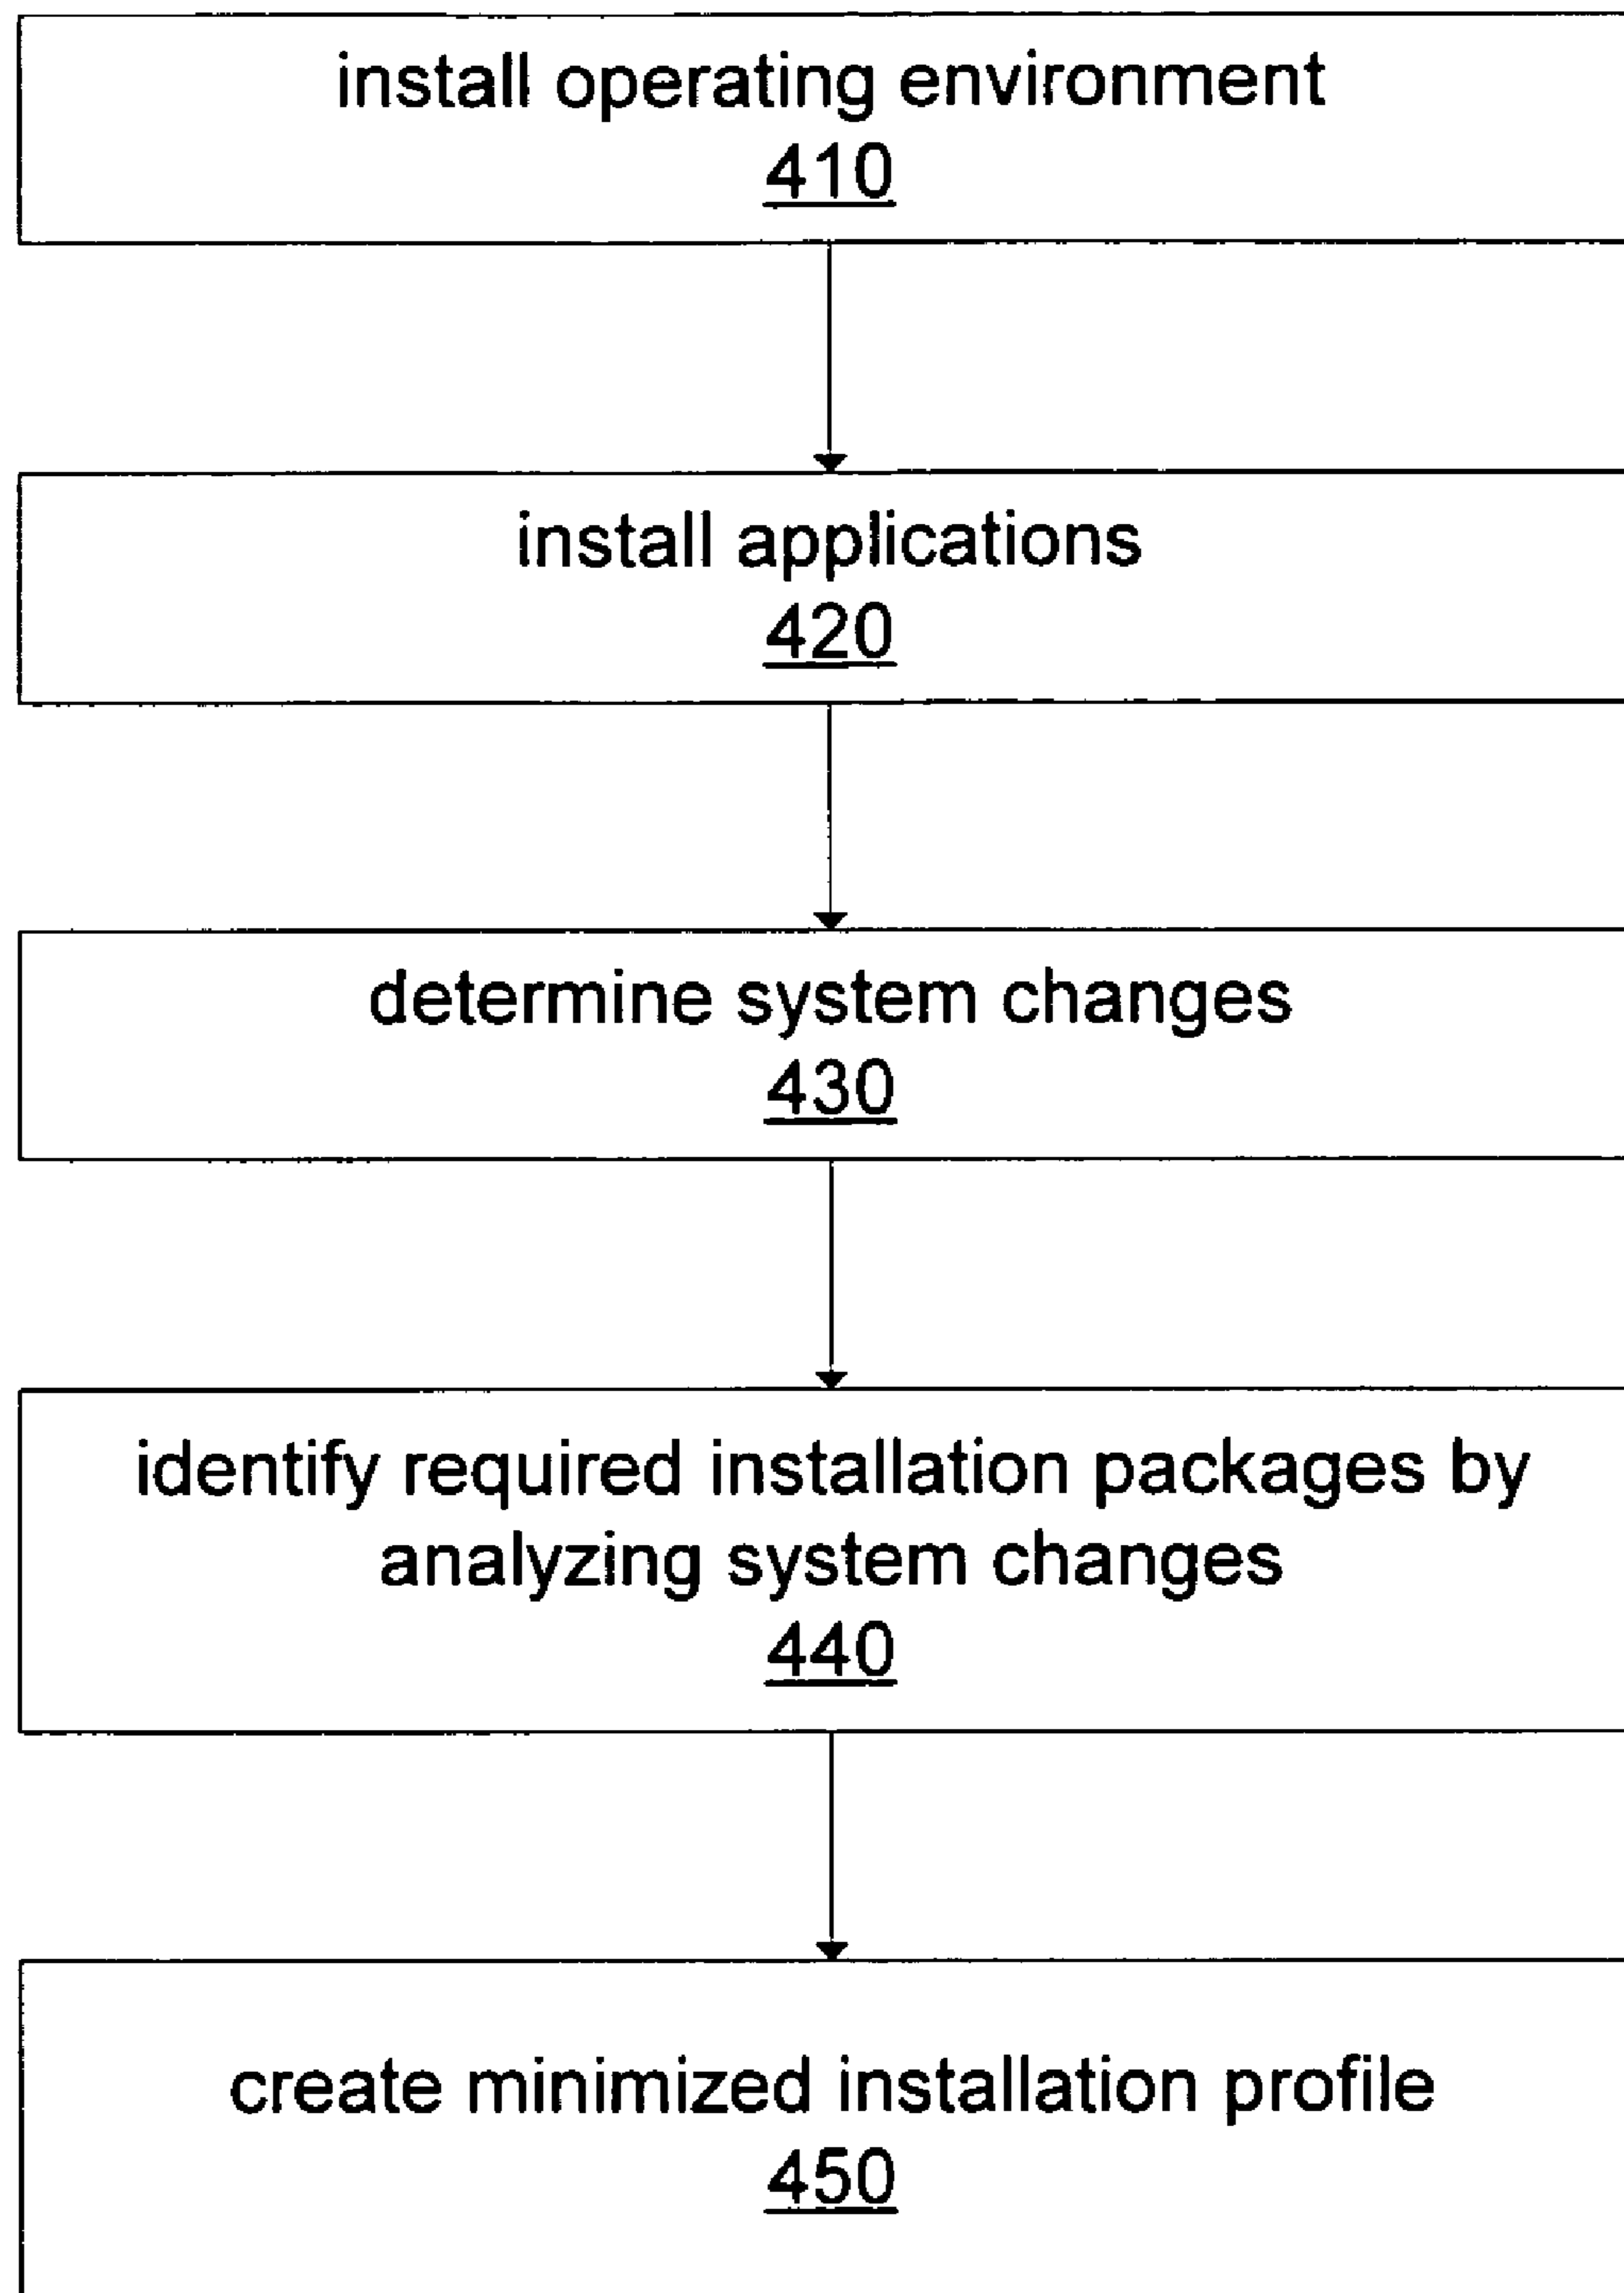 install operating environment
410
install applications
420
determine system changes
430
identify required installation packages by
analyzing system changes
440
create minimized installation profile
450